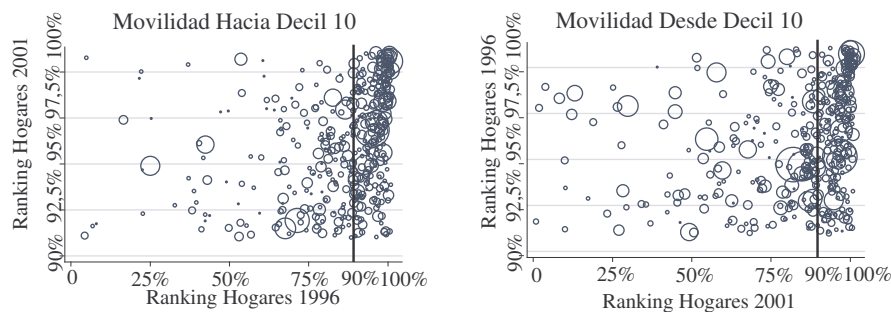 Movilidad Hacia Decil 10
Ranking Hogares 2001
100%
97.5%
95%
92.5%
90%
0 25% 50% 75% 90% 100%
Ranking Hogares 1996
Movilidad Desde Decil 10
Ranking Hogares 1996
100%
97.5%
95%
92.5%
90%
0 25% 50% 75% 90% 100%
Ranking Hogares 2001